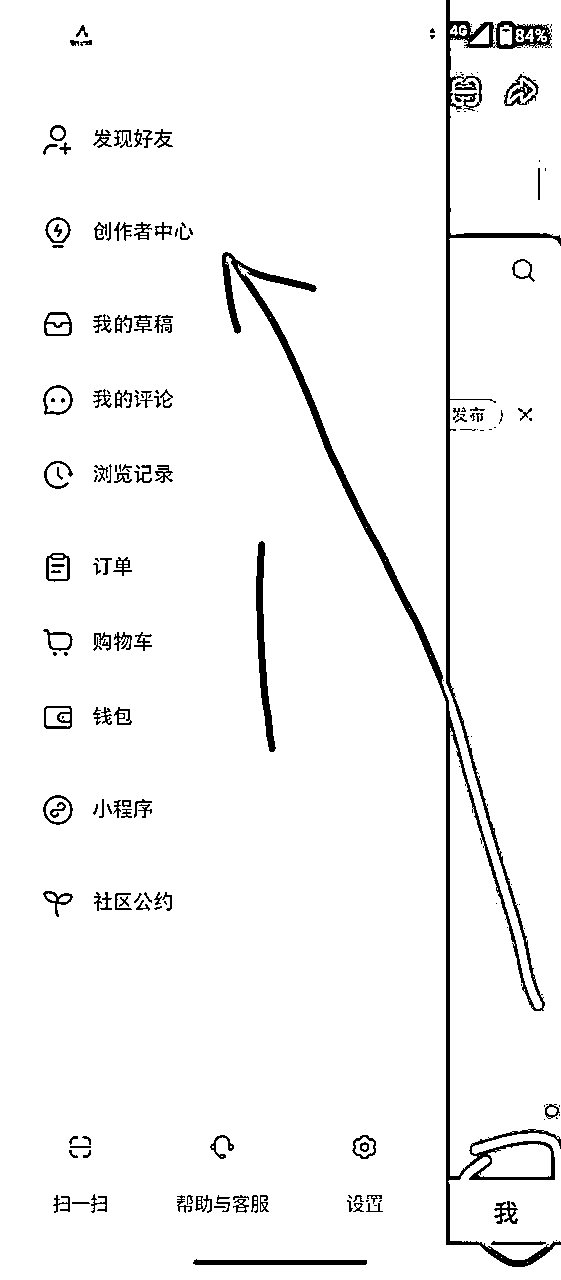 4G 84%
发现好友
创作者中心
我的草稿
发布
我的评论
浏览记录
订单
购物车
钱包
小程序
社区公约
扫一扫 帮助与客服 设置
我